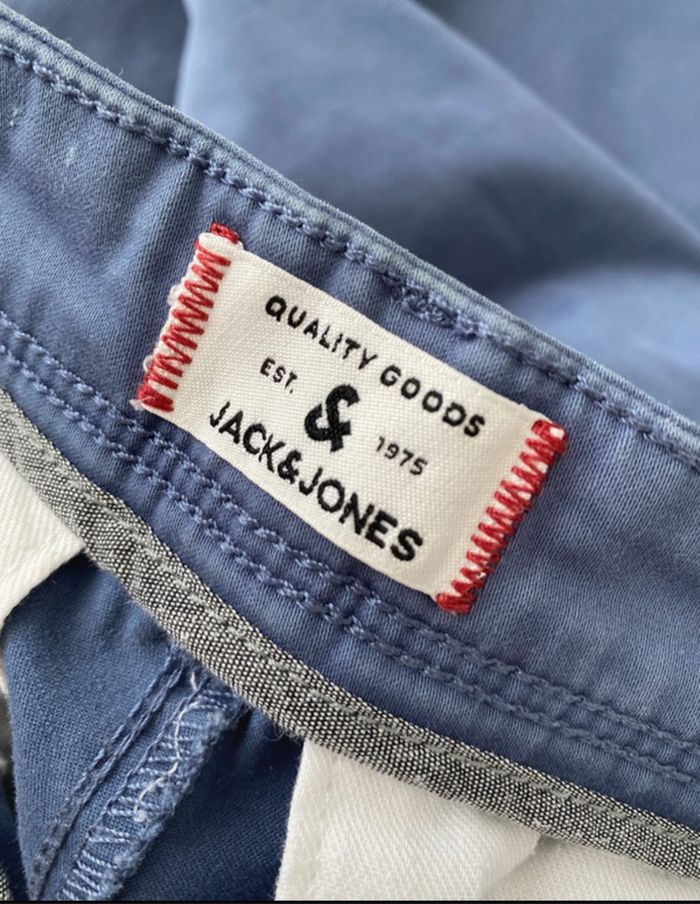 QUALITY GOODS
EST. & 1975
JACK&JONES